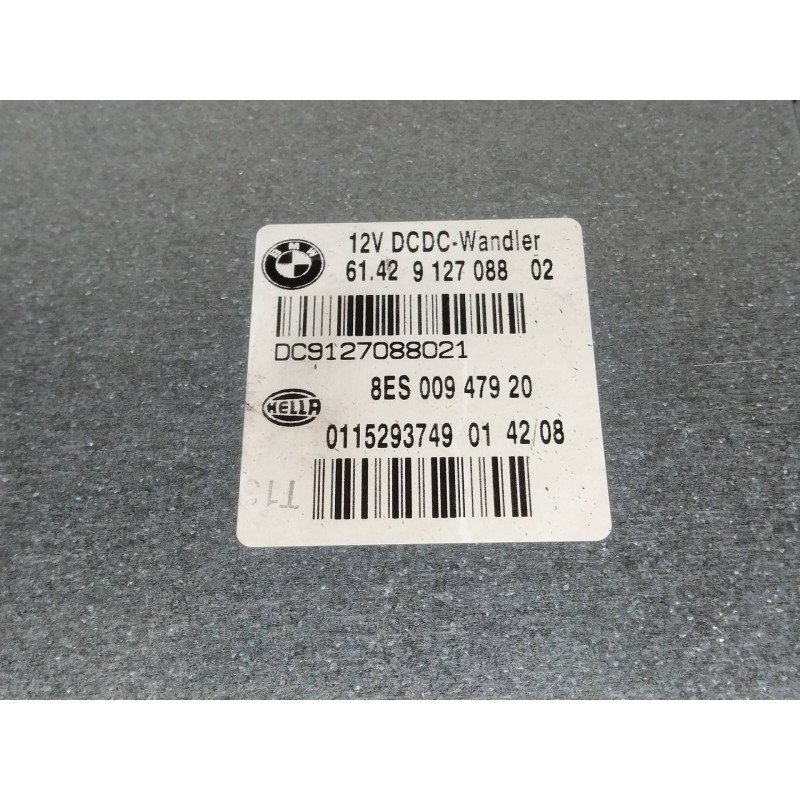 BMW
12V DCDC-Wandler
61.42 9 127 088 02
DC9127088021
8ES 009 479 20
HELLA
0115293749 01 42/08